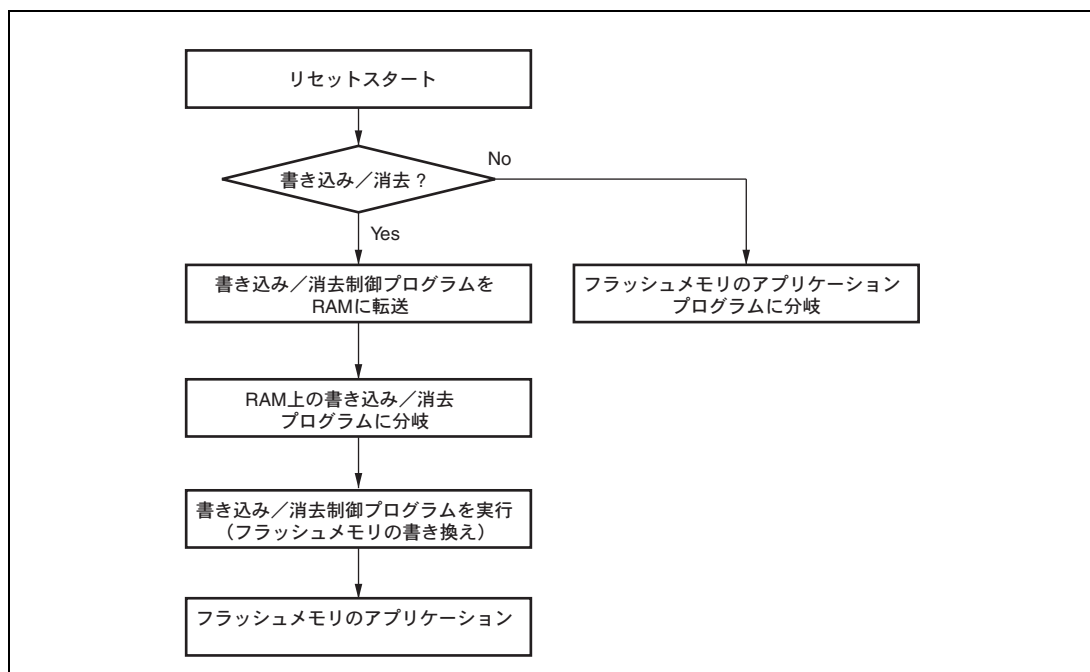 リセットスタート
書き込み／消去？
No
Yes
書き込み／消去制御プログラムを
RAMに転送
フラッシュメモリのアプリケーション
プログラムに分岐
RAM上の書き込み／消去
プログラムに分岐
書き込み／消去制御プログラムを実行
（フラッシュメモリの書き換え）
フラッシュメモリのアプリケーション